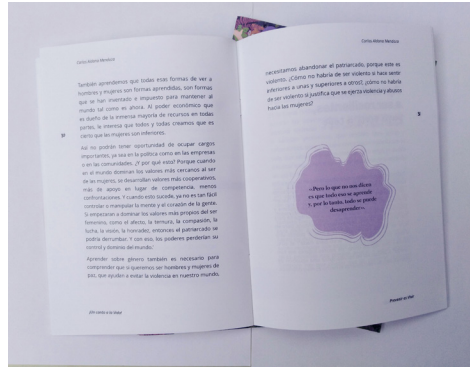 Carlos Aldana Mendoza
También aprendemos que todas esas formas de ver a
hombres y mujeres son formas aprendidas, son formas
que se han inventado e impuesto para mantener al
mundo tal como es ahora. Al poder económico que
es dueño de la inmensa mayoría de recursos en todas
partes, le interesa que todos y todas creamos que es
cierto que las mujeres son inferiores.
Así no podrán tener oportunidad de ocupar cargos
importantes, ya sea en la política como en las empresas
o en las comunidades. ¿Y por qué esto? Porque cuando
en el mundo dominan los valores más cercanos al ser
de las mujeres, se desarrollan valores más cooperativos,
más de apoyo en lugar de competencia, menos
confrontaciones. Y cuando esto suceda, ya no es fácil
controlar o manipular la mente y el corazón de la gente.
Si empezaran a dominar los valores más propios del ser
femenino, como el afecto, la ternura, la compasión, la
lucha, la visión, la honradez, entonces el patriarcado se
podría derrumbar. Y con eso, los poderes perderían su
control y dominio del mundo.
Aprender sobre género también es necesario para
comprender que si queremos ser hombres y mujeres de
paz, que ayudan a evitar la violencia en nuestro mundo,
Carlos Aldana Mendoza
necesitamos abandonar el patriarcado, porque este es
violento. ¿Cómo no habría de ser violento si hace sentir
inferiores a unas y superiores a otros?, ¿cómo no habría
de ser violento si justifica que se ejerza violencia y abusos
hacia las mujeres?
«Pero lo que no nos dicen
es que todo eso se aprende
y, por lo tanto, todo se puede
desaprender».